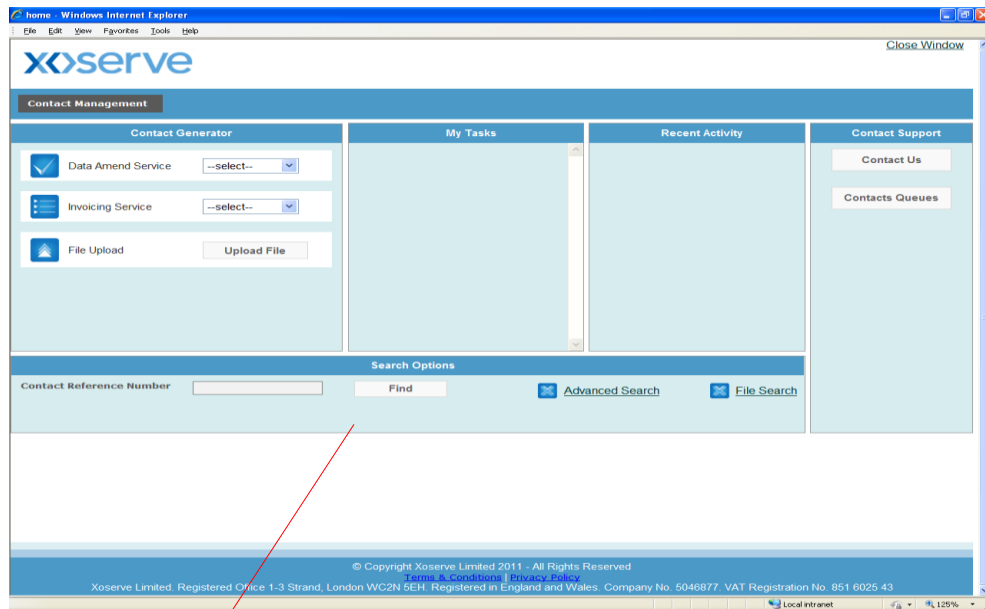 home - Windows Internet Explorer
File Edit View Favorites Tools Help
Close Window
xoserve
Contact Management
Contact Generator
My Tasks
Recent Activity
Contact Support
Data Amend Service
--select--
Contact Us
Invoicing Service
--select--
Contacts Queues
File Upload
Upload File
Search Options
Contact Reference Number
Find
Advanced Search
File Search
© Copyright Xoserve Limited 2011 - All Rights Reserved
Terms & Conditions | Privacy Policy
Xoserve Limited. Registered Office 1-3 Strand, London WC2N 5EH. Registered in England and Wales. Company No. 5046877. VAT Registration No. 851 6025 43
Local intranet
125%